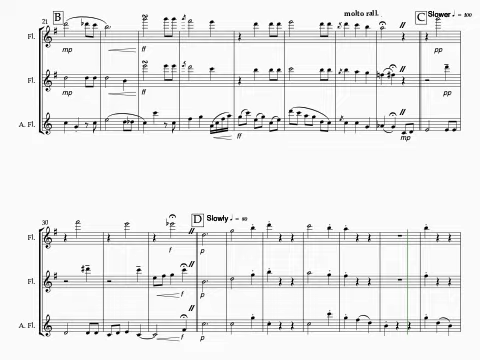 21 B molto rall. C Slower ♩ = 100
Fl.
mp ff pp
Fl.
mp ff pp
A. Fl.
ff mp
30 D Slowly ♩ = 80
Fl.
f p
Fl.
f p
A. Fl.
f p